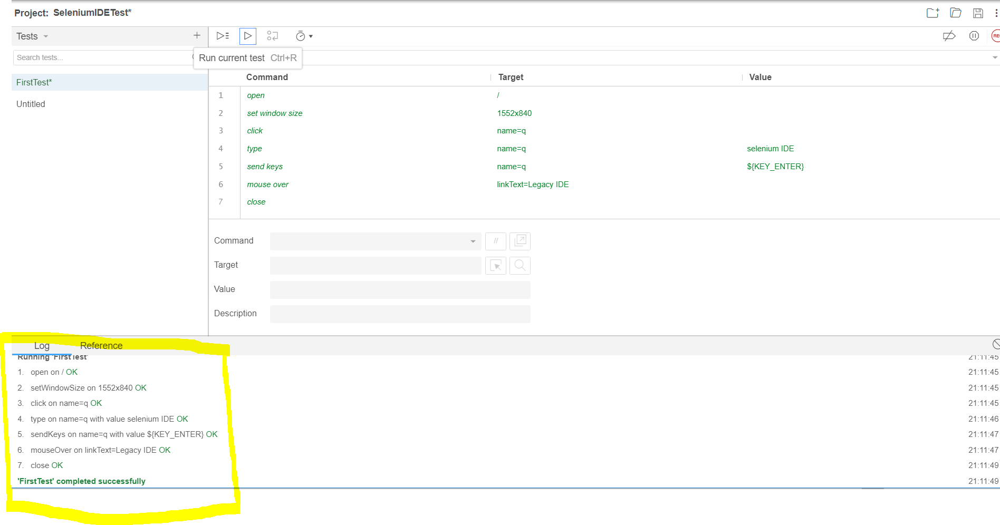 Project: SeleniumIDETest*
Tests
Search tests...
Run current test Ctrl+R
FirstTest*
Untitled
Command Target Value
1 open /
2 set window size 1552x840
3 click name=q
4 type name=q selenium IDE
5 send keys name=q ${KEY_ENTER}
6 mouse over linkText=Legacy IDE
7 close
Command //
Target
Value
Description
Log Reference
Running 'FirstTest' 21:11:45
1. open on / OK 21:11:45
2. setWindowSize on 1552x840 OK 21:11:45
3. click on name=q OK 21:11:45
4. type on name=q with value selenium IDE OK 21:11:46
5. sendKeys on name=q with value ${KEY_ENTER} OK 21:11:47
6. mouseOver on linkText=Legacy IDE OK 21:11:47
7. close OK 21:11:49
'FirstTest' completed successfully 21:11:49